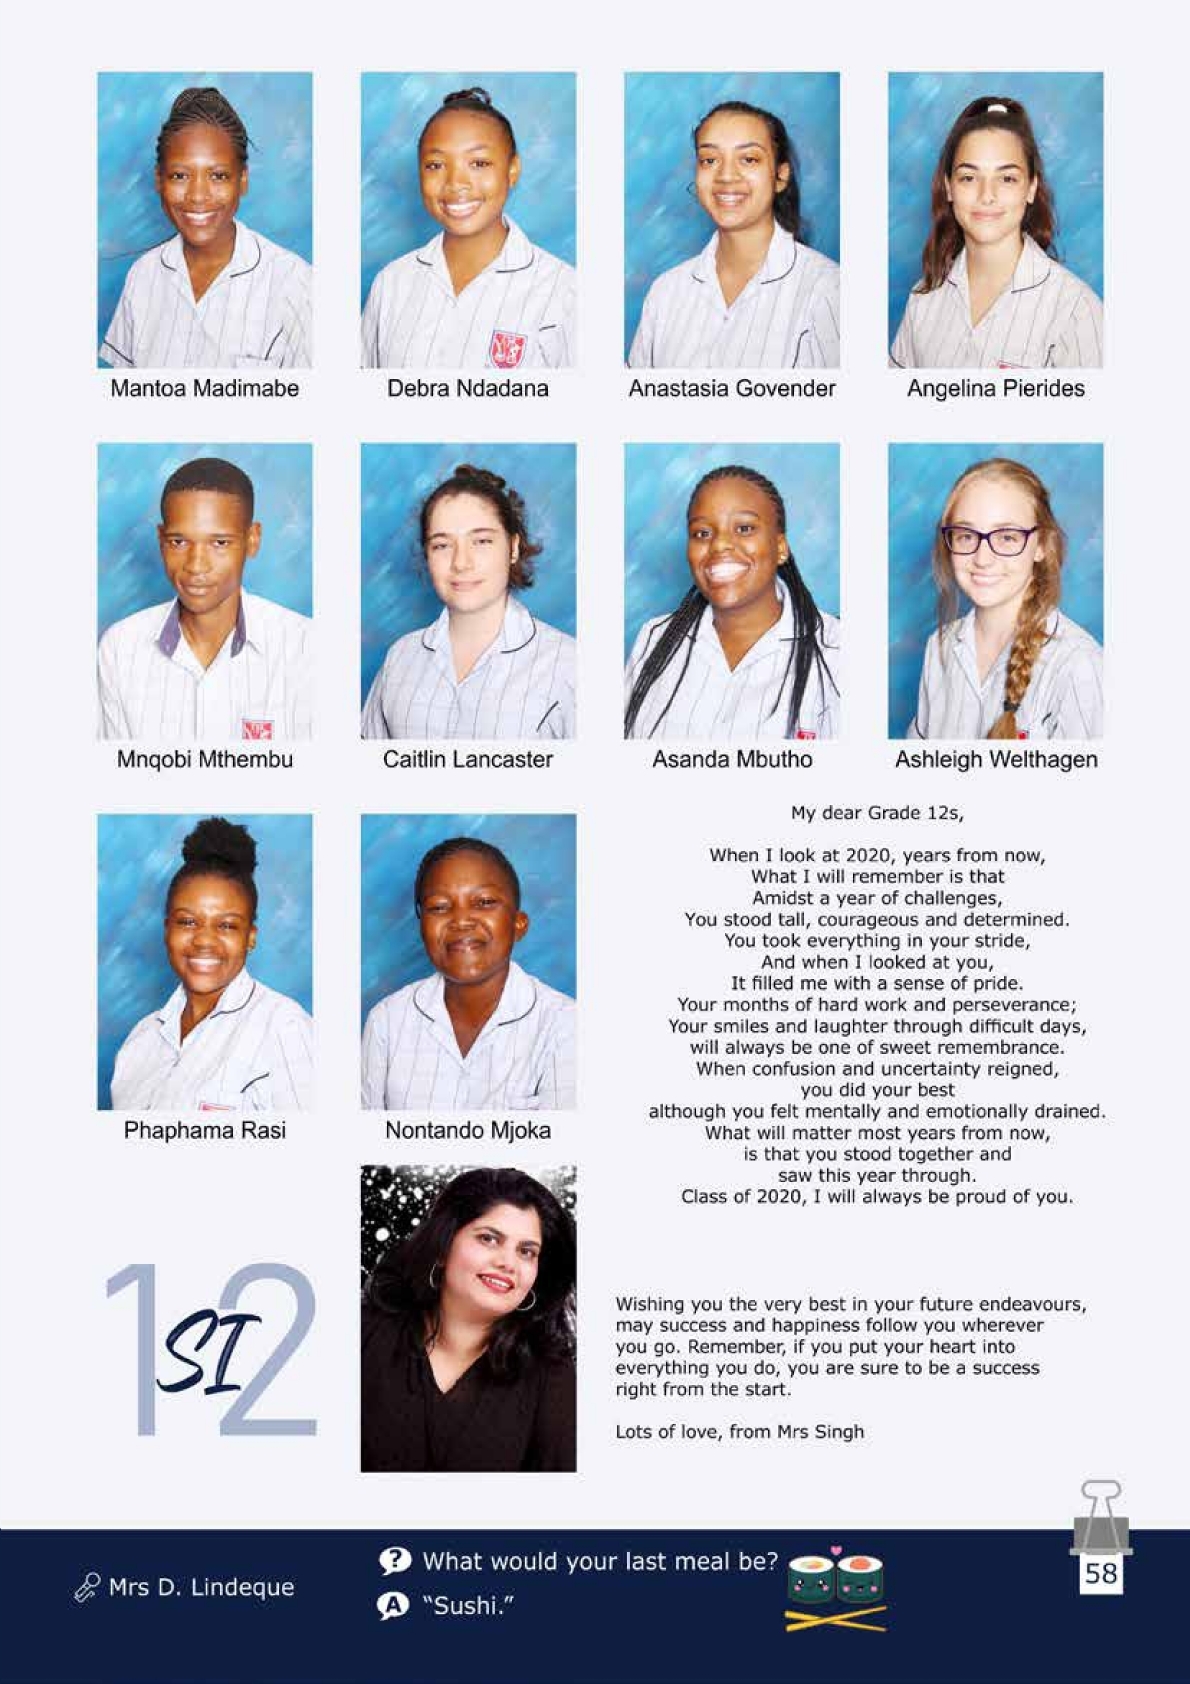 Mantoa Madimabe
Debra Ndadana
Anastasia Govender
Angelina Pierides
Mnqobi Mthembu
Caitlin Lancaster
Asanda Mbutho
Ashleigh Welthagen
Phaphama Rasi
Nontando Mjoka
My dear Grade 12s,
When I look at 2020, years from now,
What I will remember is that
Amidst a year of challenges,
You stood tall, courageous and determined.
You took everything in your stride,
And when I looked at you,
It filled me with a sense of pride.
Your months of hard work and perseverance;
Your smiles and laughter through difficult days,
will always be one of sweet remembrance.
When confusion and uncertainty reigned,
you did your best
although you felt mentally and emotionally drained.
What will matter most years from now,
is that you stood together and
saw this year through.
Class of 2020, I will always be proud of you.
12
SI
Wishing you the very best in your future endeavours,
may success and happiness follow you wherever
you go. Remember, if you put your heart into
everything you do, you are sure to be a success
right from the start.
Lots of love, from Mrs Singh
Mrs D. Lindeque
? What would your last meal be?
A “Sushi.”
58